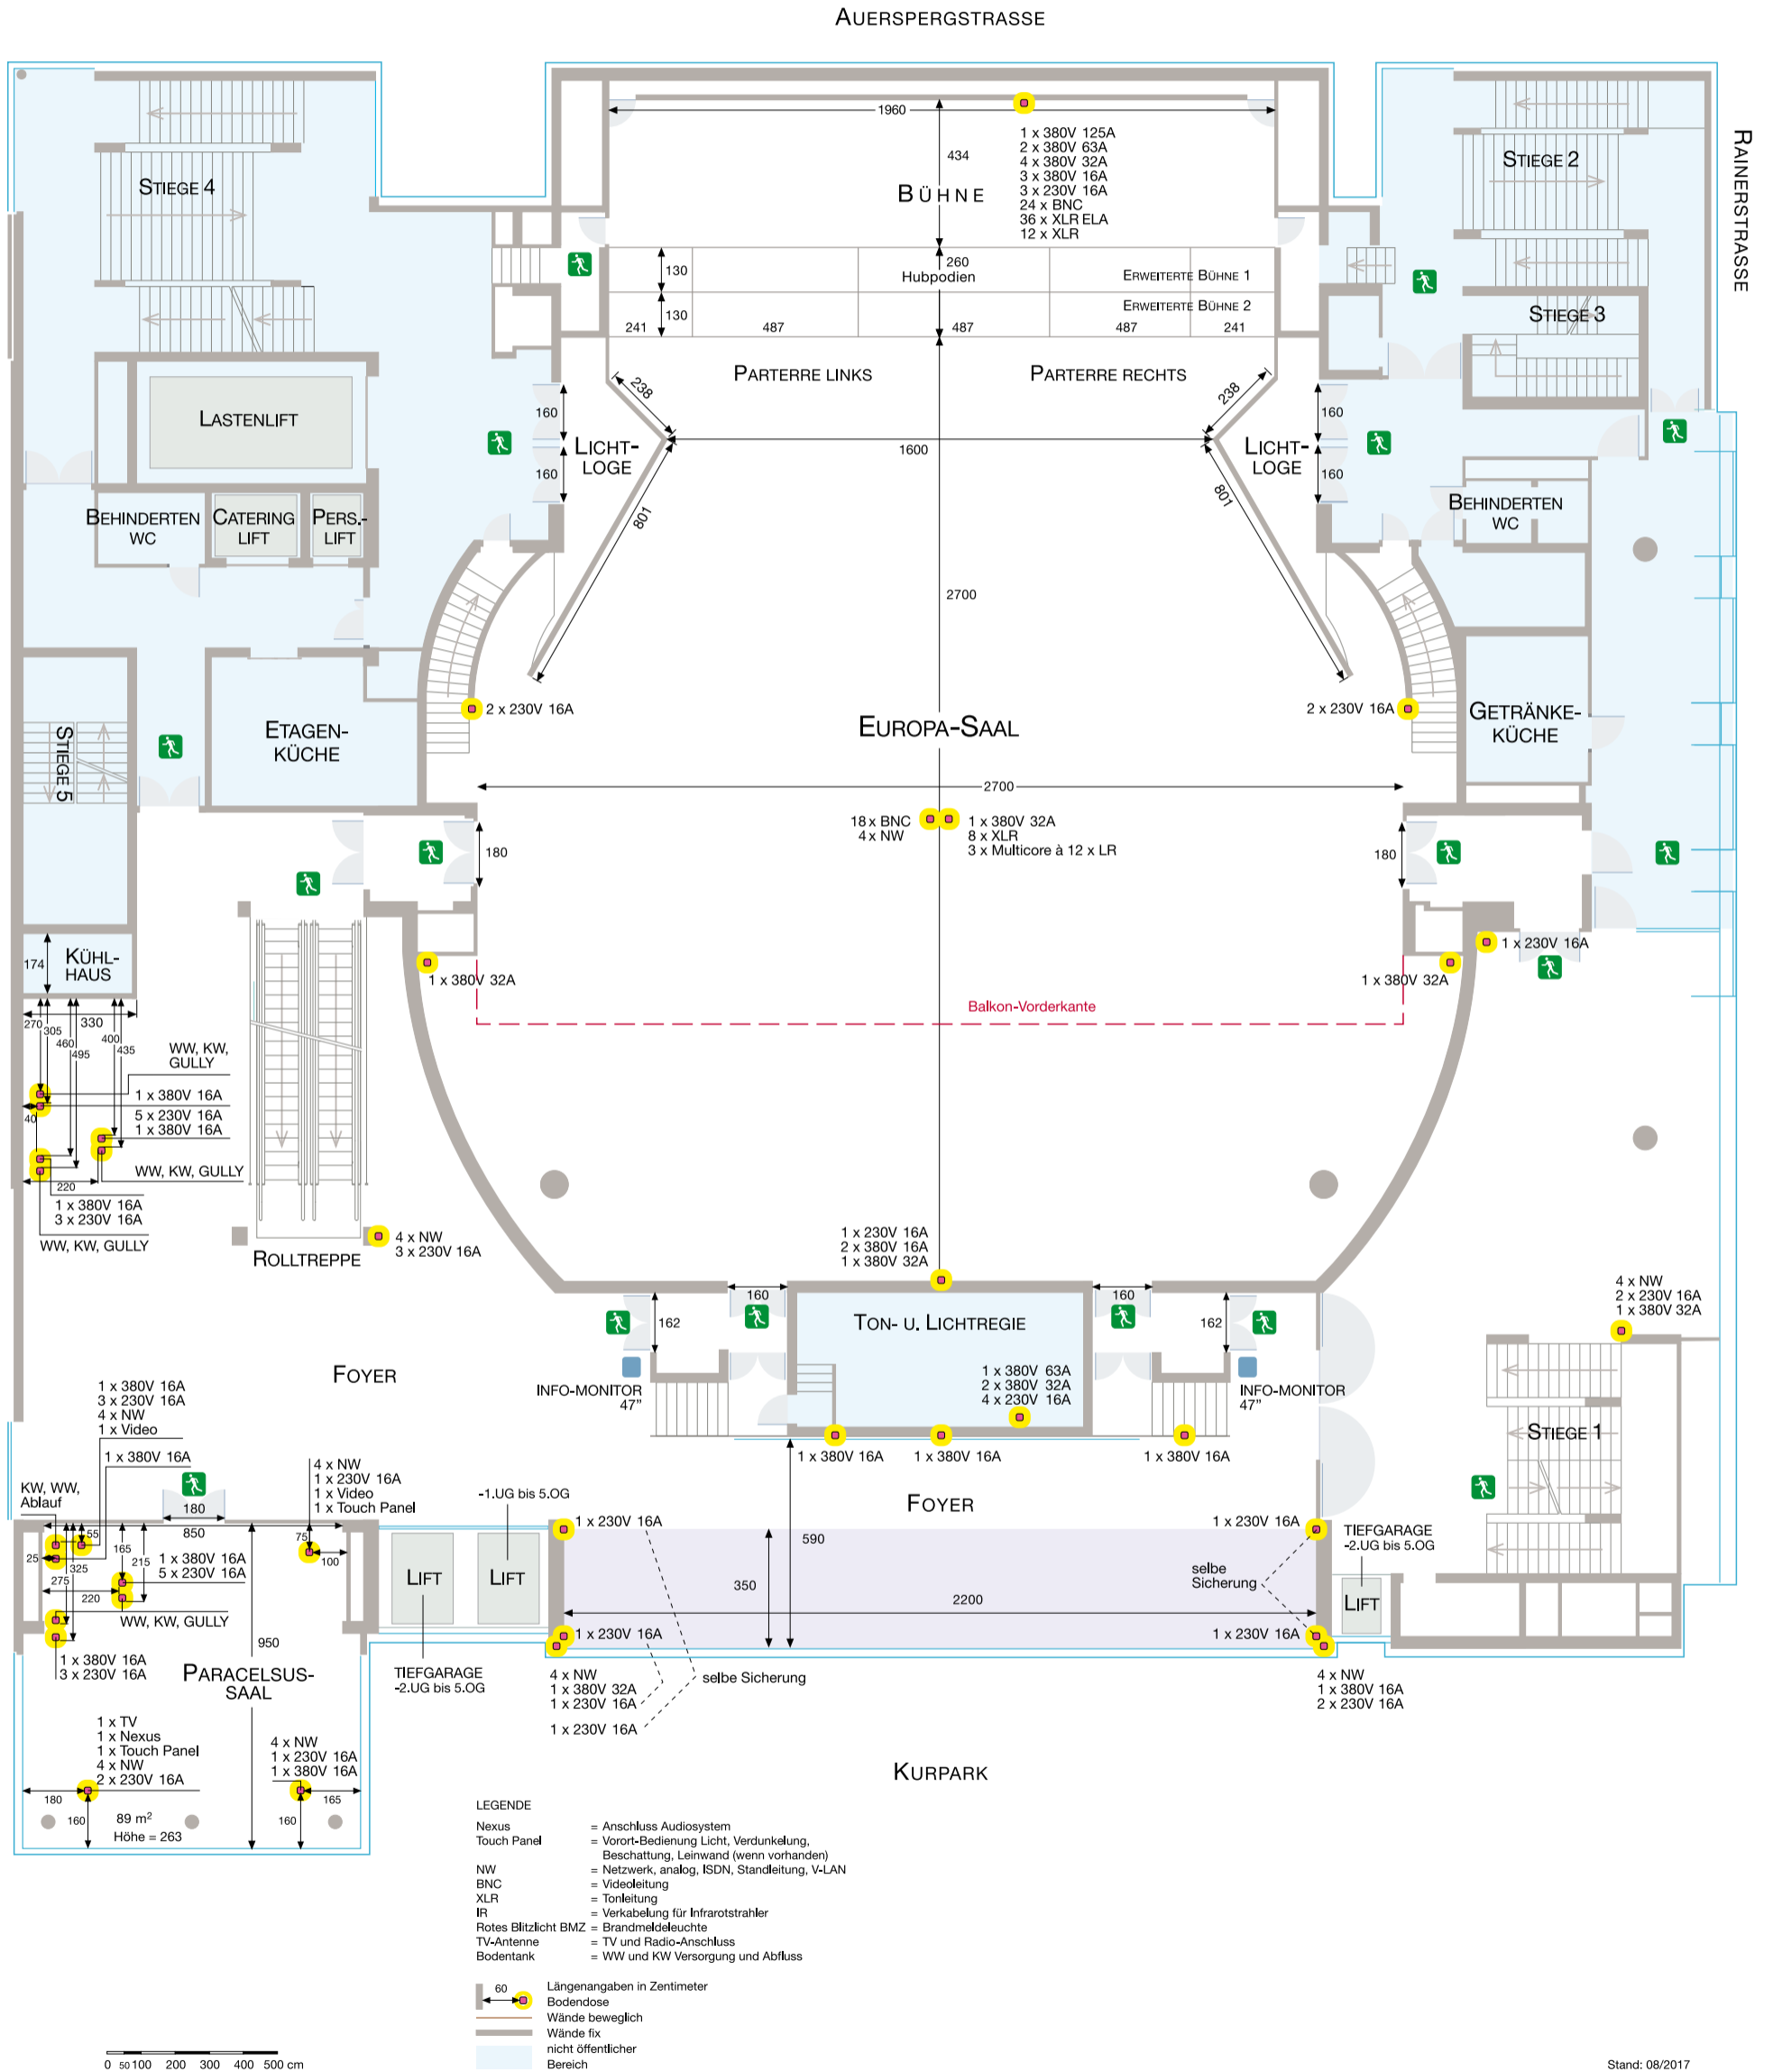 AUERSPERGSTRASSE
RAINERSTRASSE
STIEGE 4
1960
434
BÜHNE
1 x 380V 125A
2 x 380V 63A
4 x 380V 32A
3 x 380V 16A
3 x 230V 16A
24 x BNC
36 x XLR ELA
12 x XLR
STIEGE 2
STIEGE 3
130
260
Hubpodien
ERWEITERTE BÜHNE 1
130
ERWEITERTE BÜHNE 2
241
487
487
487
241
PARTERRE LINKS
PARTERRE RECHTS
238
238
LASTENLIFT
160
160
LICHT-
LOGE
1600
LICHT-
LOGE
160
160
801
801
BEHINDERTEN
WC
CATERING
LIFT
PERS.-
LIFT
BEHINDERTEN
WC
2700
2 x 230V 16A
2 x 230V 16A
STIEGE 5
ETAGEN-
KÜCHE
EUROPA-SAAL
GETRÄNKE-
KÜCHE
2700
18 x BNC
4 x NW
1 x 380V 32A
8 x XLR
3 x Multicore à 12 x LR
180
180
174
KÜHL-
HAUS
1 x 380V 32A
1 x 380V 32A
1 x 230V 16A
Balkon-Vorderkante
270
305
330
460
495
400
435
WW, KW,
GULLY
1 x 380V 16A
40
5 x 230V 16A
1 x 380V 16A
WW, KW, GULLY
220
1 x 380V 16A
3 x 230V 16A
WW, KW, GULLY
ROLLTREPPE
4 x NW
3 x 230V 16A
1 x 230V 16A
2 x 380V 16A
1 x 380V 32A
160
160
162
162
TON- U. LICHTREGIE
4 x NW
2 x 230V 16A
1 x 380V 32A
FOYER
INFO-MONITOR
47”
1 x 380V 63A
2 x 380V 32A
4 x 230V 16A
INFO-MONITOR
47”
1 x 380V 16A
1 x 380V 16A
1 x 380V 16A
STIEGE 1
1 x 380V 16A
3 x 230V 16A
4 x NW
1 x Video
1 x 380V 16A
KW, WW,
Ablauf
4 x NW
1 x 230V 16A
1 x Video
1 x Touch Panel
180
850
55
165
215
75
100
25
325
275
220
1 x 380V 16A
5 x 230V 16A
WW, KW, GULLY
1 x 380V 16A
3 x 230V 16A
-1.UG bis 5.OG
LIFT
LIFT
TIEFGARAGE
-2.UG bis 5.OG
FOYER
1 x 230V 16A
1 x 230V 16A
590
350
2200
selbe
Sicherung
1 x 230V 16A
1 x 230V 16A
TIEFGARAGE
-2.UG bis 5.OG
LIFT
4 x NW
1 x 380V 32A
1 x 230V 16A
1 x 230V 16A
selbe Sicherung
4 x NW
1 x 380V 16A
2 x 230V 16A
950
PARACELSUS-
SAAL
1 x TV
1 x Nexus
1 x Touch Panel
4 x NW
2 x 230V 16A
4 x NW
1 x 230V 16A
1 x 380V 16A
180
165
160
160
89 m²
Höhe = 263
KURPARK
LEGENDE
Nexus = Anschluss Audiosystem
Touch Panel = Vorort-Bedienung Licht, Verdunkelung,
Beschattung, Leinwand (wenn vorhanden)
NW = Netzwerk, analog, ISDN, Standleitung, V-LAN
BNC = Videoleitung
XLR = Tonleitung
IR = Verkabelung für Infrarotstrahler
Rotes Blitzlicht BMZ = Brandmeldeleuchte
TV-Antenne = TV und Radio-Anschluss
Bodentank = WW und KW Versorgung und Abfluss
60 Längenangaben in Zentimeter
Bodendose
Wände beweglich
Wände fix
nicht öffentlicher
Bereich
0 50 100 200 300 400 500 cm
Stand: 08/2017